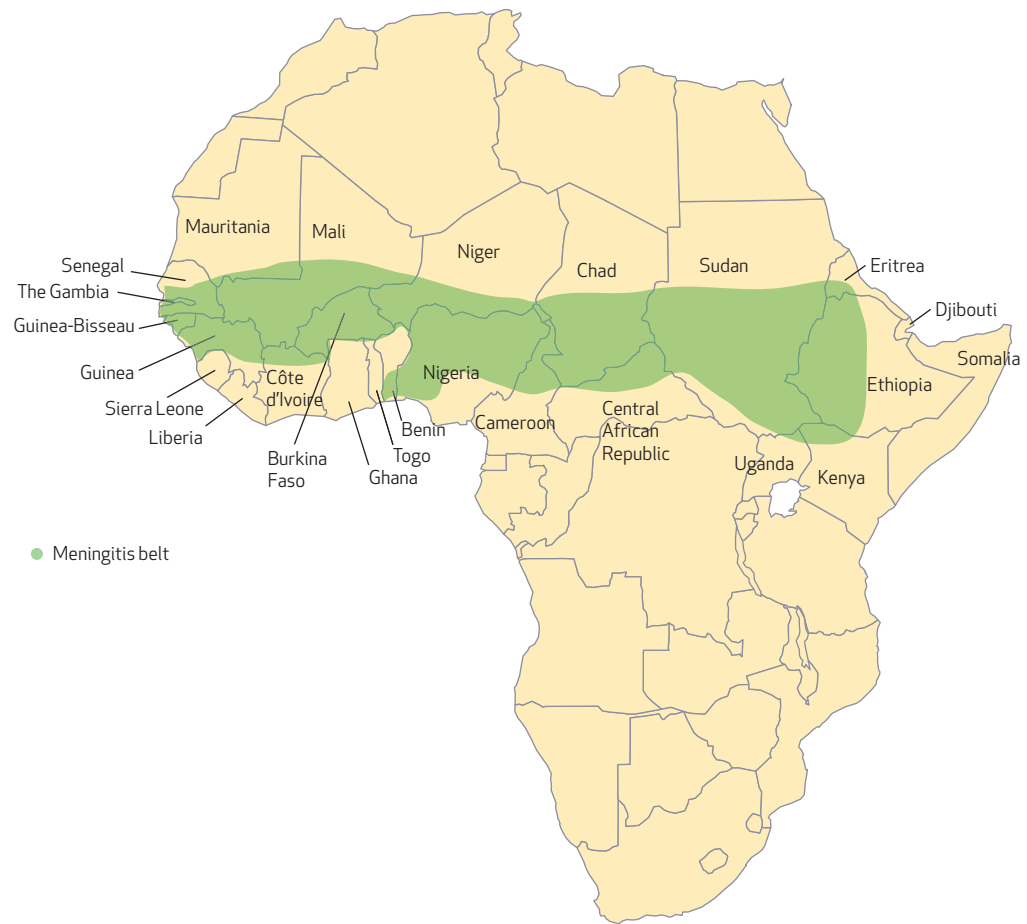 Mauritania
Mali
Niger
Chad
Sudan
Eritrea
Senegal
The Gambia
Guinea-Bissau
Guinea
Sierra Leone
Liberia
Côte
d'Ivoire
Burkina
Faso
Ghana
Togo
Benin
Nigeria
Cameroon
Central
African
Republic
Uganda
Kenya
Ethiopia
Djibouti
Somalia
Meningitis belt